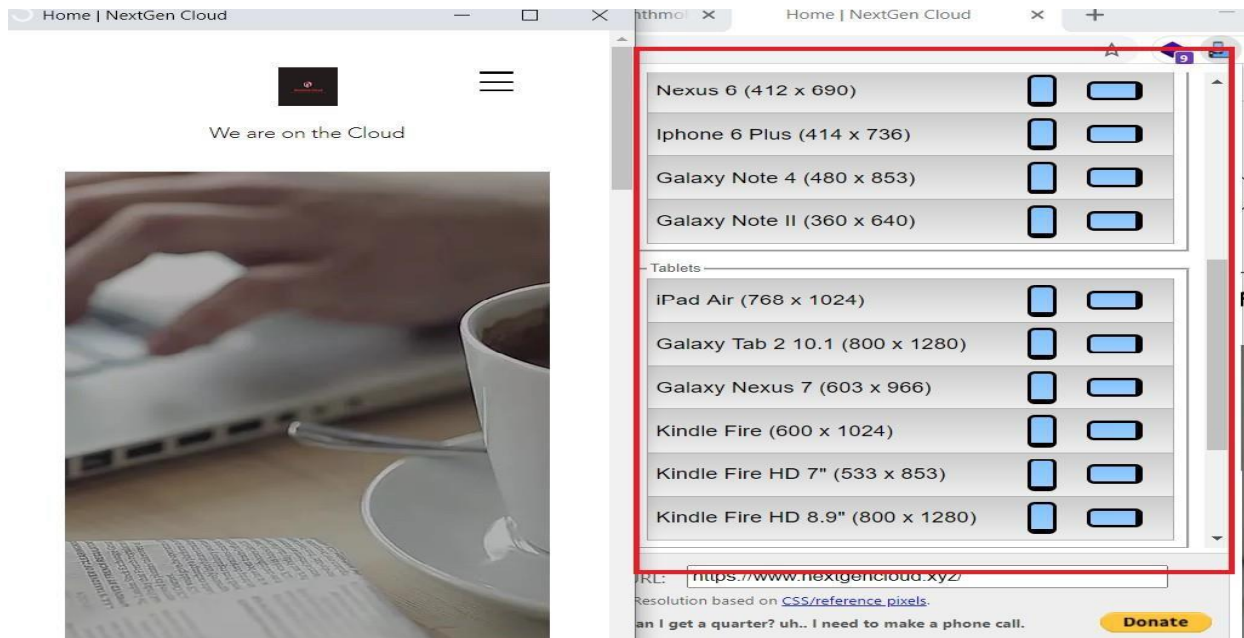 Home | NextGen Cloud
We are on the Cloud
Home | NextGen Cloud
9
Nexus 6 (412 x 690)
Iphone 6 Plus (414 x 736)
Galaxy Note 4 (480 x 853)
Galaxy Note II (360 x 640)
Tablets
iPad Air (768 x 1024)
Galaxy Tab 2 10.1 (800 x 1280)
Galaxy Nexus 7 (603 x 966)
Kindle Fire (600 x 1024)
Kindle Fire HD 7" (533 x 853)
Kindle Fire HD 8.9" (800 x 1280)
URL: https://www.nextgencloud.xyz/
Resolution based on CSS/reference pixels.
an I get a quarter? uh.. I need to make a phone call.
Donate